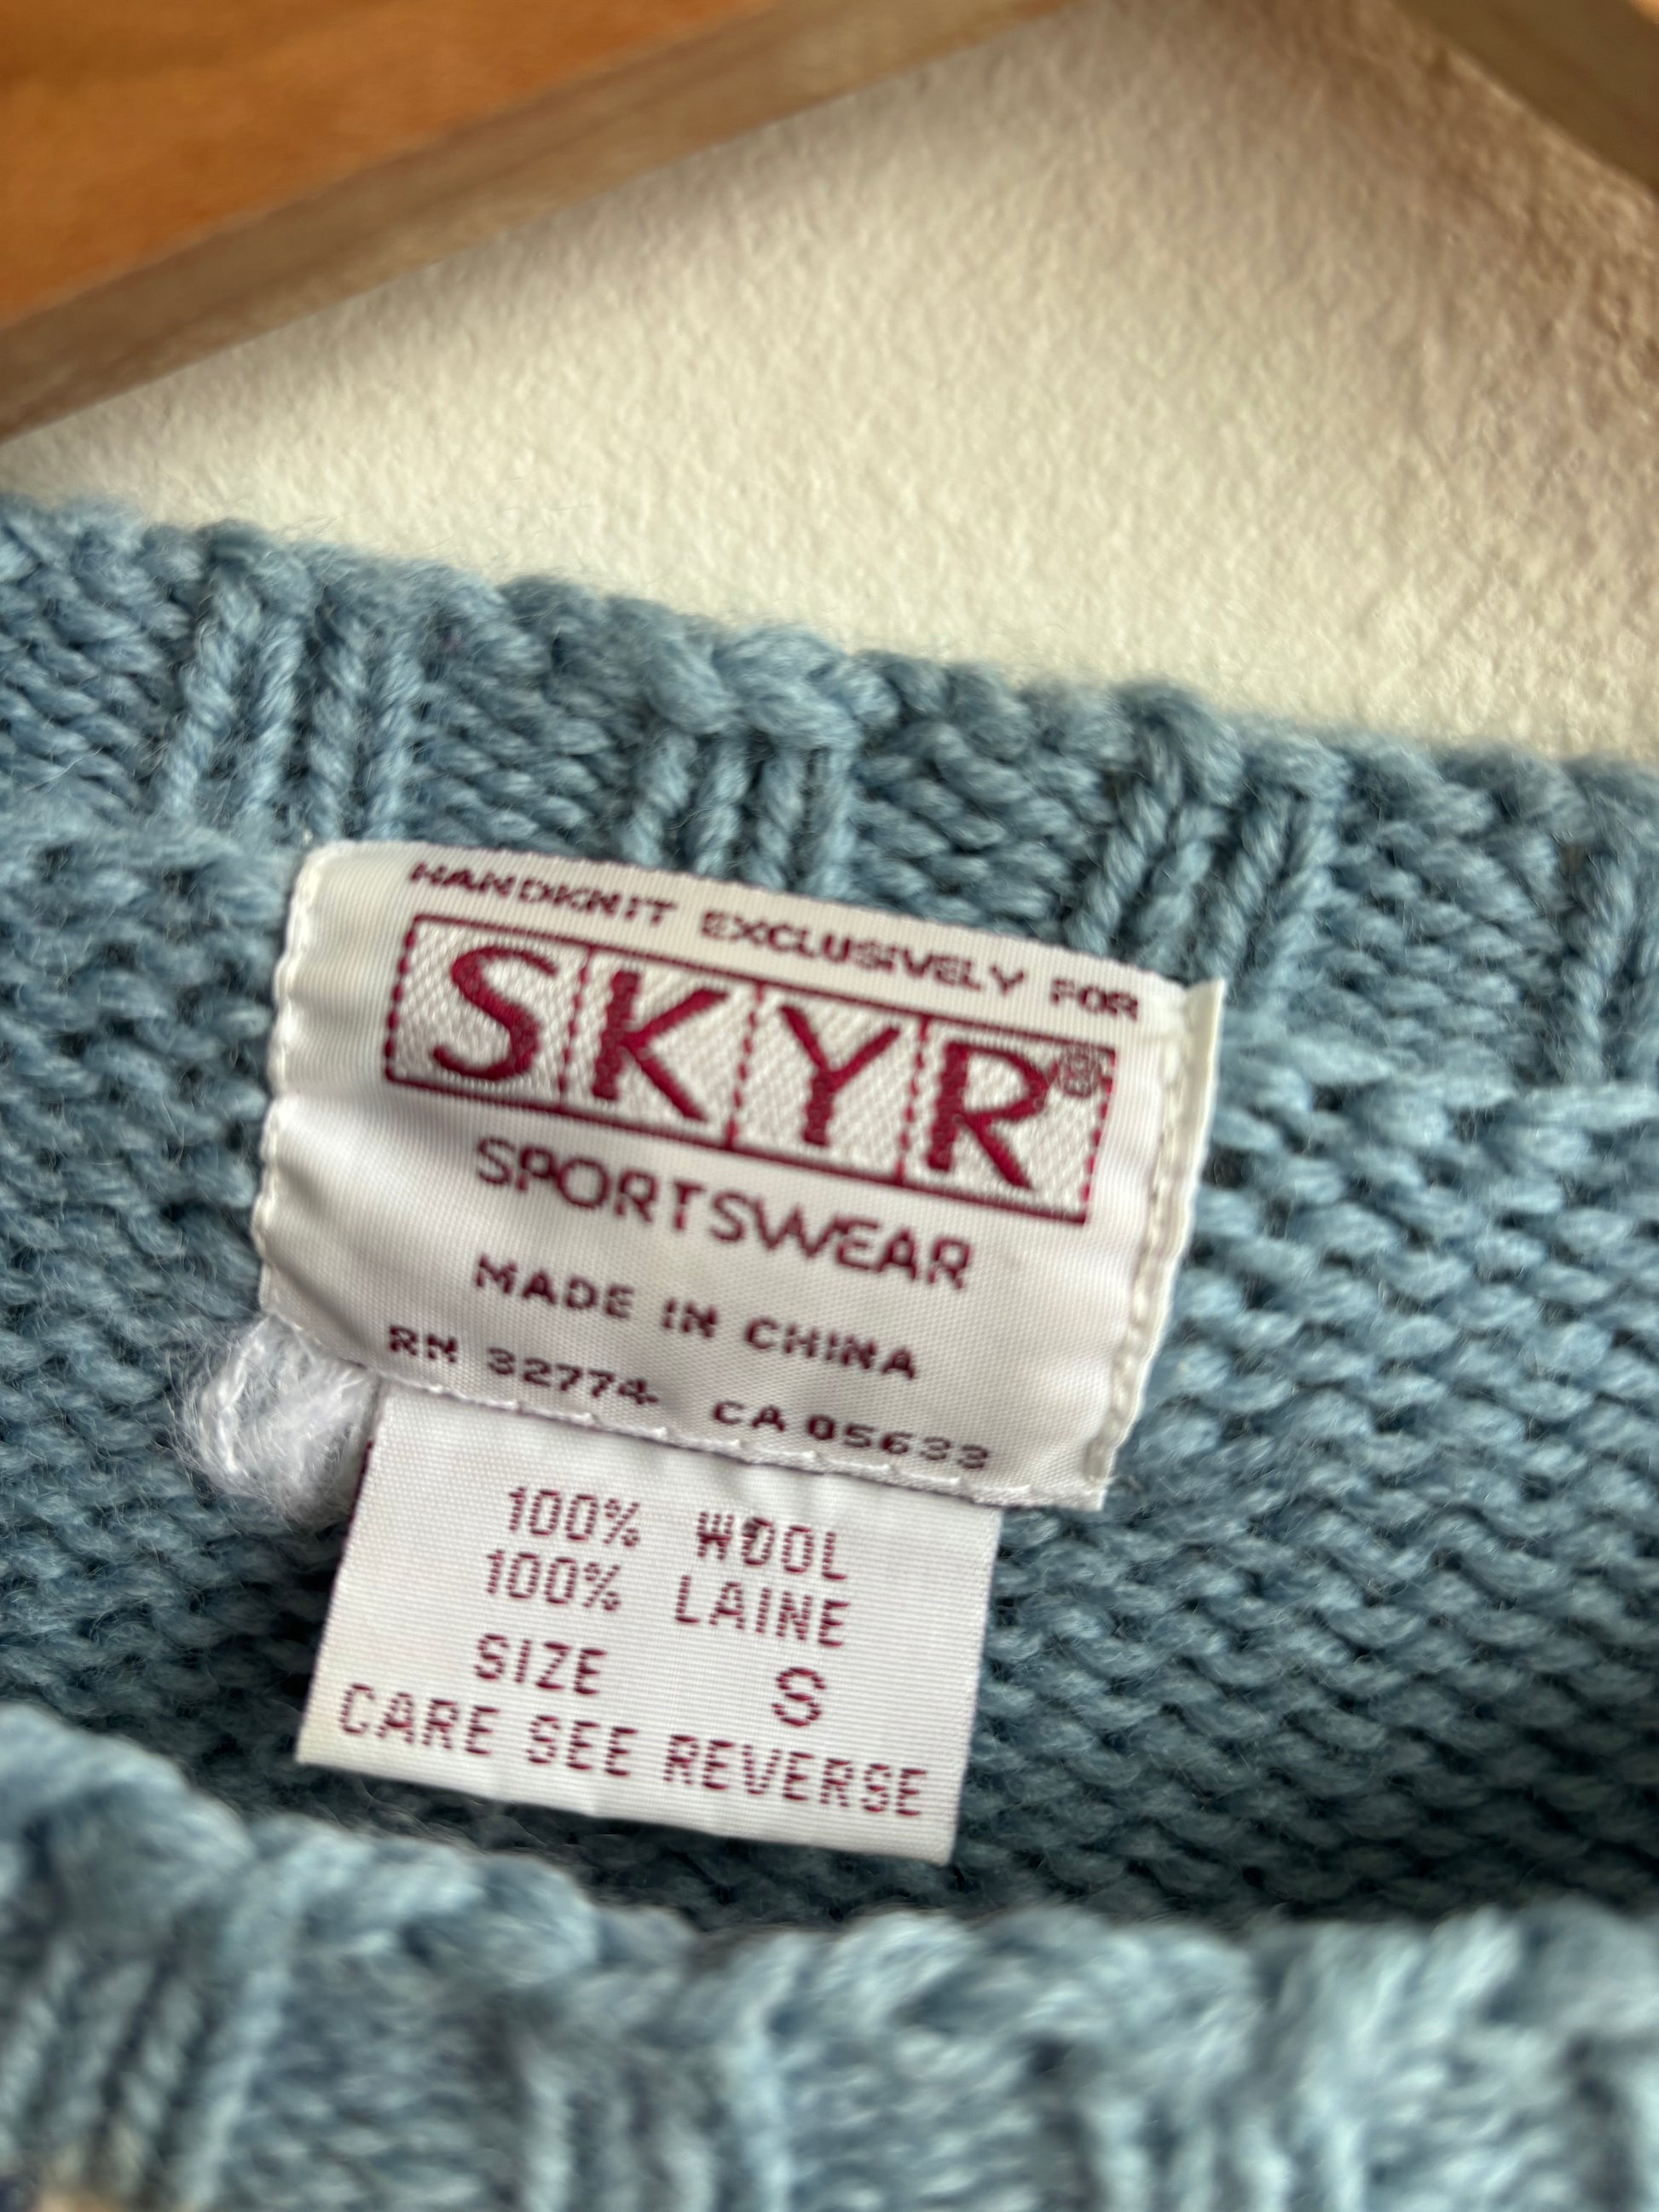 HANDKNIT EXCLUSIVELY FOR
SKYR®
SPORTSWEAR
MADE IN CHINA
RN 32774 CA 05633
100% WOOL
100% LAINE
SIZE S
CARE SEE REVERSE